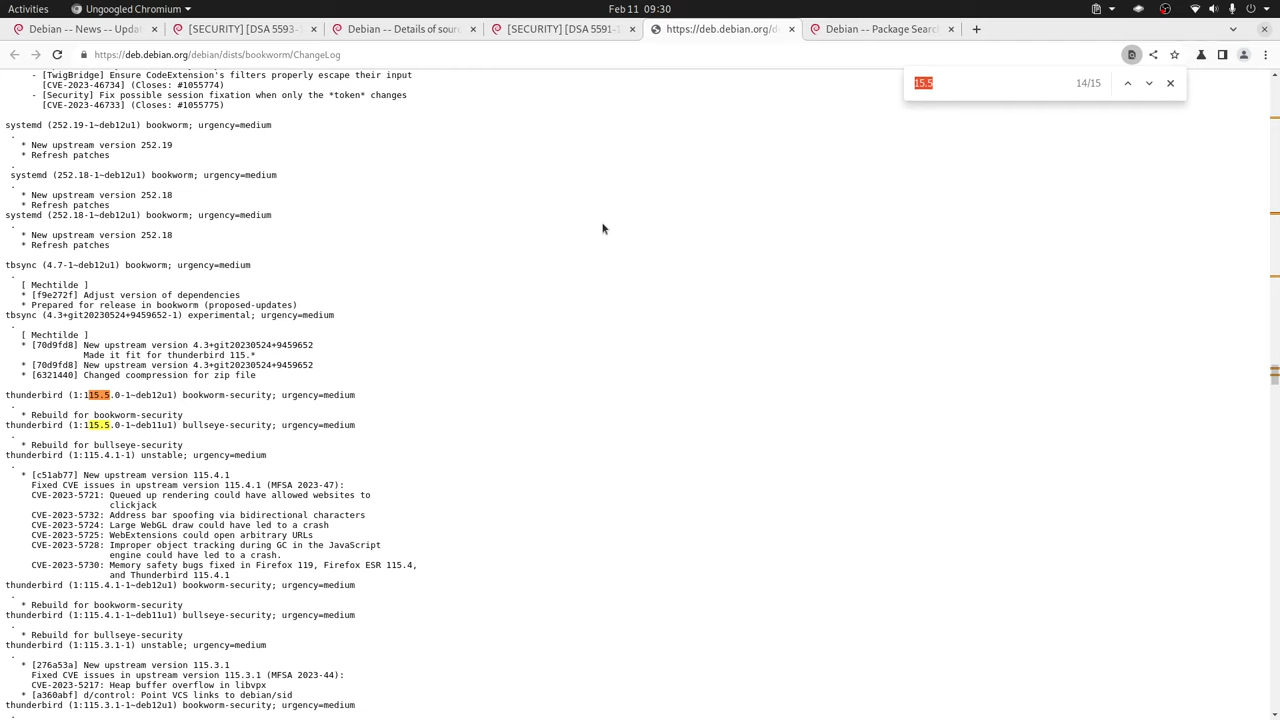 Activities
Ungoogled Chromium
Feb 11 09:30
Debian -- News -- Upda
[SECURITY] [DSA 5593-
Debian -- Details of sour
[SECURITY] [DSA 5591-1
https://deb.debian.org/de
Debian -- Package Searc
https://deb.debian.org/debian/dists/bookworm/ChangeLog
15.5
14/15
- [TwigBridge] Ensure CodeExtension's filters properly escape their input
[CVE-2023-46734] (Closes: #1055774)
- [Security] Fix possible session fixation when only the *token* changes
[CVE-2023-46733] (Closes: #1055775)
systemd (252.19-1~deb12u1) bookworm; urgency=medium
.
* New upstream version 252.19
* Refresh patches
.
systemd (252.18-1~deb12u1) bookworm; urgency=medium
.
* New upstream version 252.18
* Refresh patches
systemd (252.18-1~deb12u1) bookworm; urgency=medium
.
* New upstream version 252.18
* Refresh patches
tbsync (4.7-1~deb12u1) bookworm; urgency=medium
.
[ Mechtilde ]
* [f9e272f] Adjust version of dependencies
* Prepared for release in bookworm (proposed-updates)
tbsync (4.3+git20230524+9459652-1) experimental; urgency=medium
.
[ Mechtilde ]
* [70d9fd8] New upstream version 4.3+git20230524+9459652
Made it fit for thunderbird 115.*
* [70d9fd8] New upstream version 4.3+git20230524+9459652
* [6321440] Changed coompression for zip file
thunderbird (1:115.5.0-1~deb12u1) bookworm-security; urgency=medium
.
* Rebuild for bookworm-security
thunderbird (1:115.5.0-1~deb11u1) bullseye-security; urgency=medium
.
* Rebuild for bullseye-security
thunderbird (1:115.4.1-1) unstable; urgency=medium
.
* [c51ab77] New upstream version 115.4.1
Fixed CVE issues in upstream version 115.4.1 (MFSA 2023-47):
CVE-2023-5721: Queued up rendering could have allowed websites to
clickjack
CVE-2023-5732: Address bar spoofing via bidirectional characters
CVE-2023-5724: Large WebGL draw could have led to a crash
CVE-2023-5725: WebExtensions could open arbitrary URLs
CVE-2023-5728: Improper object tracking during GC in the JavaScript
engine could have led to a crash.
CVE-2023-5730: Memory safety bugs fixed in Firefox 119, Firefox ESR 115.4,
and Thunderbird 115.4.1
thunderbird (1:115.4.1-1~deb12u1) bookworm-security; urgency=medium
.
* Rebuild for bookworm-security
thunderbird (1:115.4.1-1~deb11u1) bullseye-security; urgency=medium
.
* Rebuild for bullseye-security
thunderbird (1:115.3.1-1) unstable; urgency=medium
.
* [276a53a] New upstream version 115.3.1
Fixed CVE issues in upstream version 115.3.1 (MFSA 2023-44):
CVE-2023-5217: Heap buffer overflow in libvpx
* [a360abf] d/control: Point VCS links to debian/sid
thunderbird (1:115.3.1-1~deb12u1) bookworm-security; urgency=medium
.